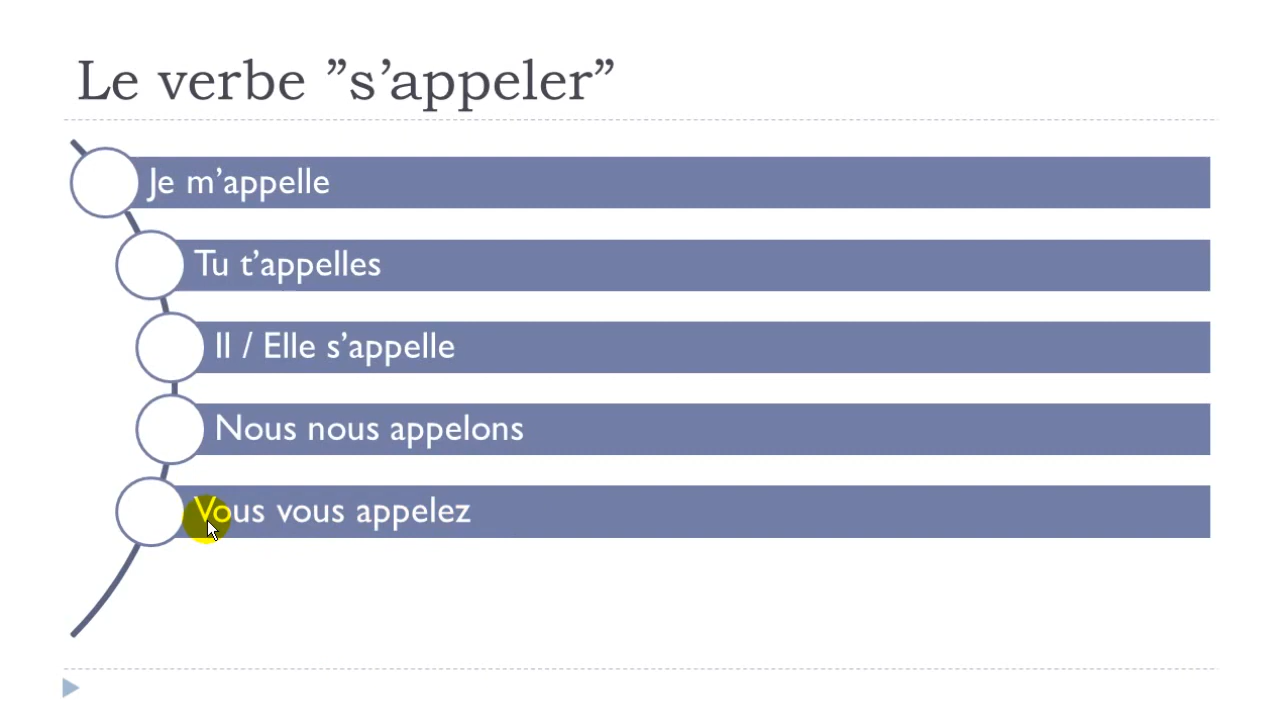 Le verbe ”s’appeler”
Je m’appelle
Tu t’appelles
Il / Elle s’appelle
Nous nous appelons
Vous vous appelez